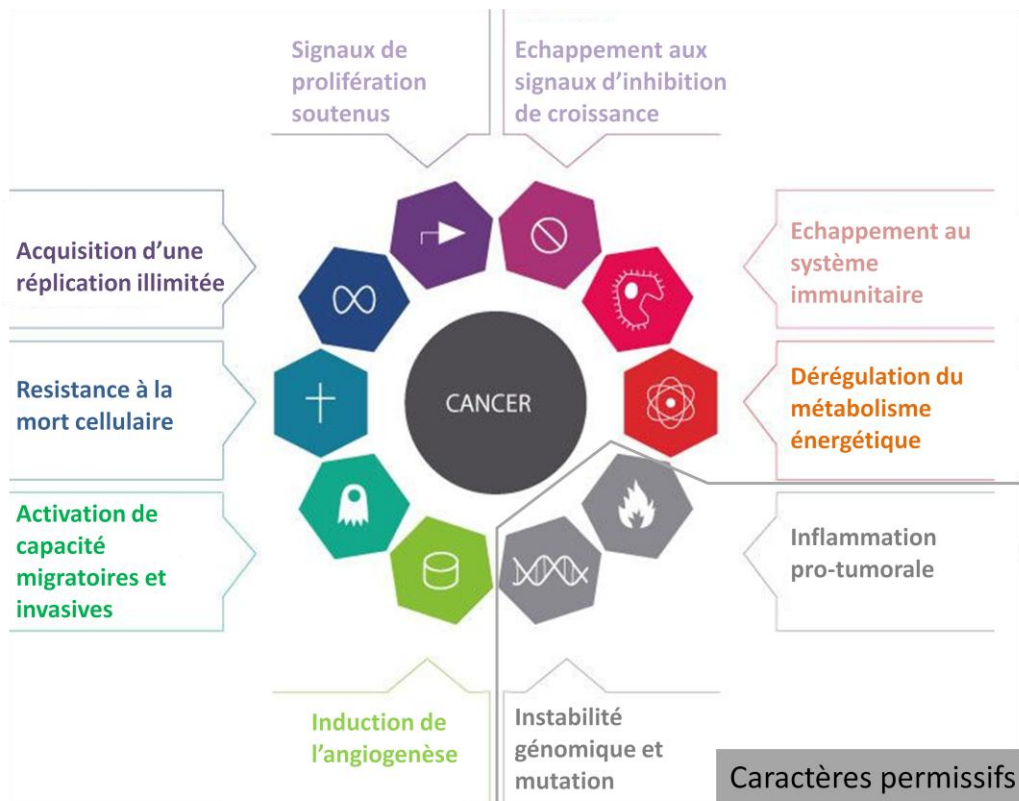 Signaux de
prolifération
soutenus
Echappement aux
signaux d'inhibition
de croissance
Acquisition d'une
réplication illimitée
Echappement au
système
immunitaire
Resistance à la
mort cellulaire
CANCER
Dérégulation du
métabolisme
énergétique
Activation de
capacité
migratoires et
invasives
Inflammation
pro-tumorale
Induction de
l'angiogenèse
Instabilité
génomique et
mutation
Caractères permissifs